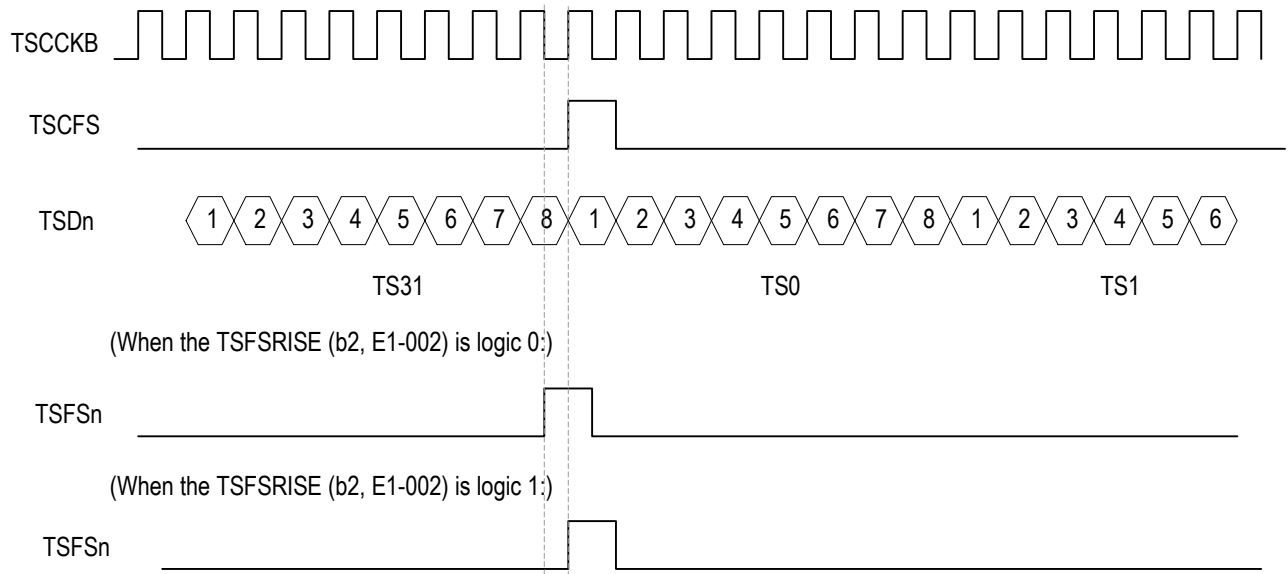 TSCCKB
TSCFS
TSDn 1 2 3 4 5 6 7 8 1 2 3 4 5 6 7 8 1 2 3 4 5 6
TS31 TS0 TS1
(When the TSFSRISE (b2, E1-002) is logic 0:)
TSFSn
(When the TSFSRISE (b2, E1-002) is logic 1:)
TSFSn